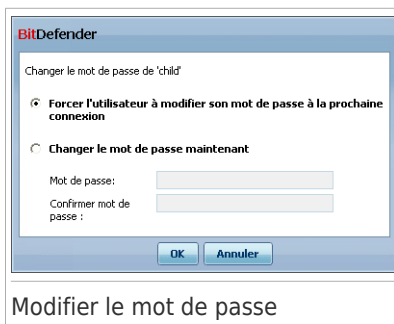 BitDefender
Changer le mot de passe de 'child'
Forcer l'utilisateur à modifier son mot de passe à la prochaine
connexion
Changer le mot de passe maintenant
Mot de passe:
Confirmer mot de
passe :
OK Annuler
Modifier le mot de passe